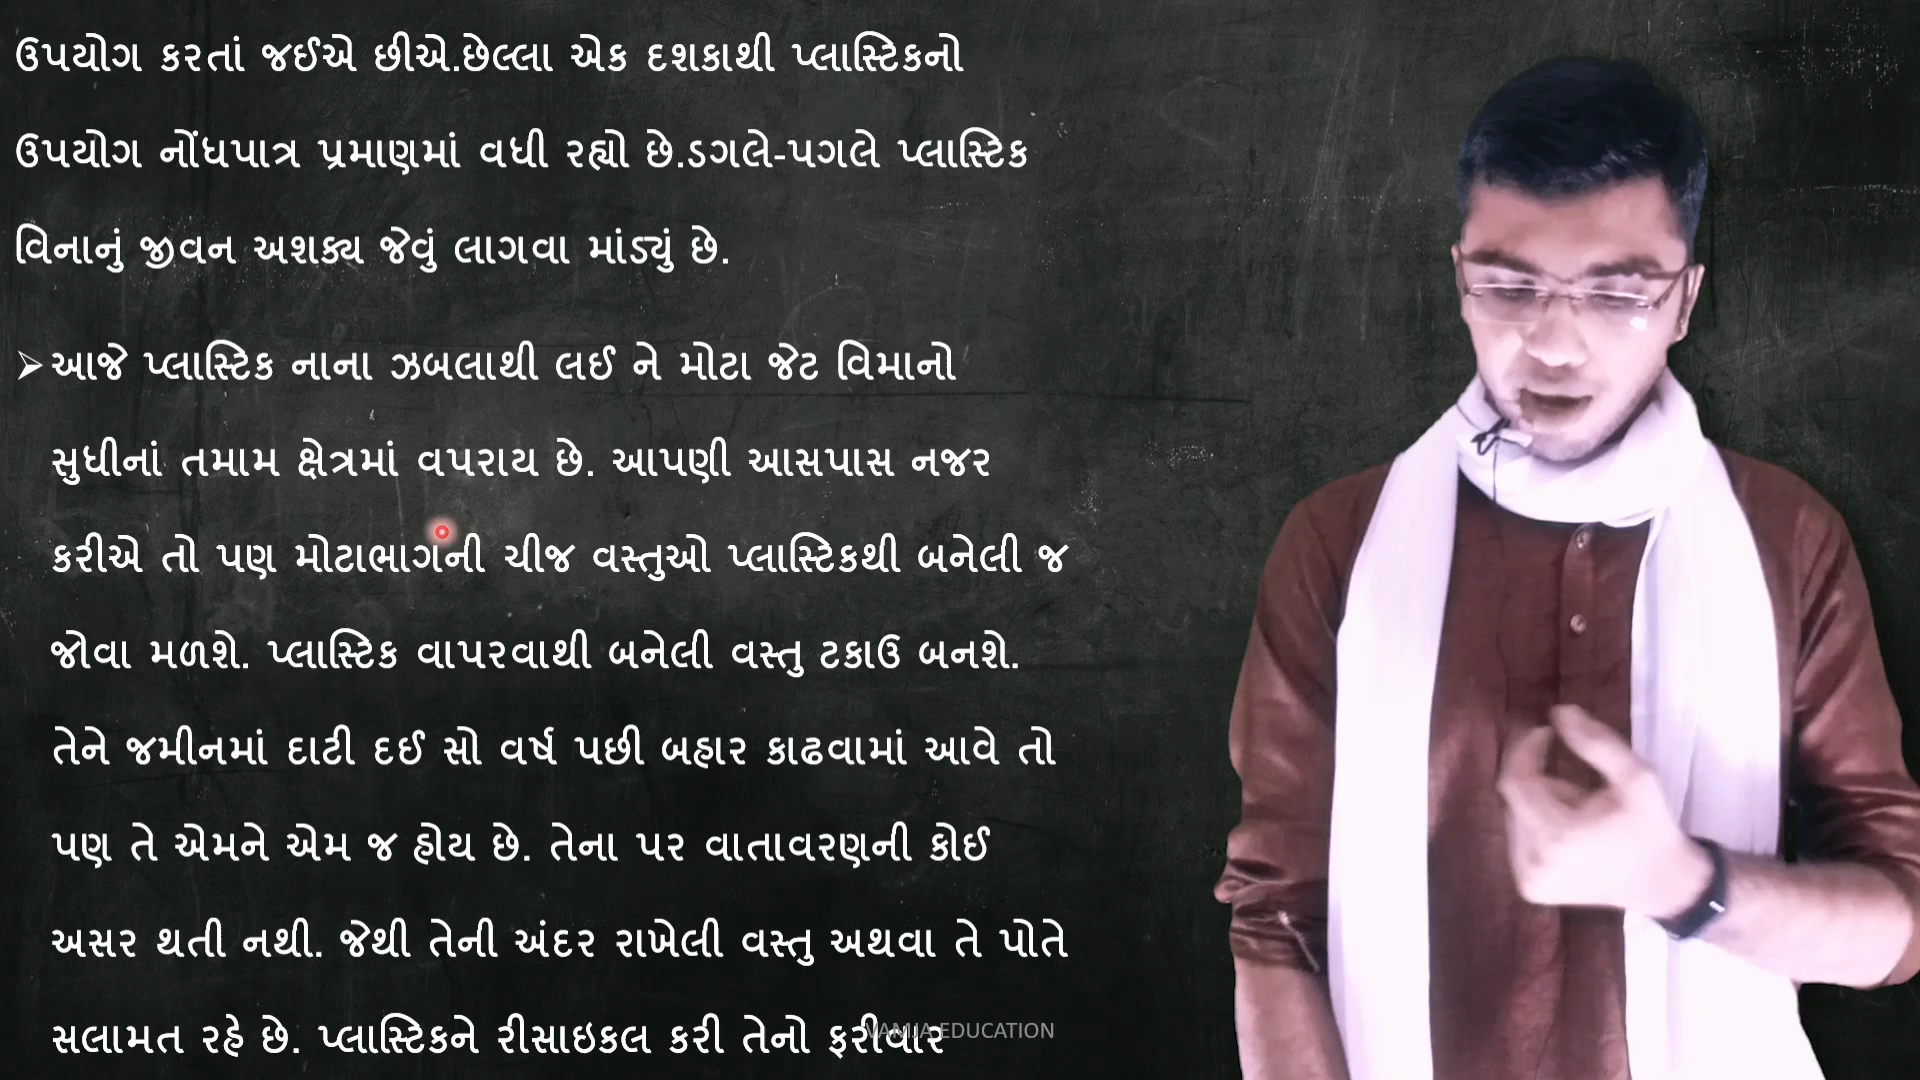 ઉપયોગ કરતાં જઈએ છીએ.છેલ્લા એક દશકાથી પ્લાસ્ટિકનો
ઉપયોગ નોંધપાત્ર પ્રમાણમાં વધી રહ્યો છે.ડગલે-પગલે પ્લાસ્ટિક
વિનાનું જીવન અશક્ય જેવું લાગવા માંડ્યું છે.
➢આજે પ્લાસ્ટિક નાના ઝબલાથી લઈ ને મોટા જેટ વિમાનો
સુધીનાં તમામ ક્ષેત્રમાં વપરાય છે. આપણી આસપાસ નજર
કરીએ તો પણ મોટાભાગની ચીજ વસ્તુઓ પ્લાસ્ટિકથી બનેલી જ
જોવા મળશે. પ્લાસ્ટિક વાપરવાથી બનેલી વસ્તુ ટકાઉ બનશે.
તેને જમીનમાં દાટી દઈ સો વર્ષ પછી બહાર કાઢવામાં આવે તો
પણ તે એમને એમ જ હોય છે. તેના પર વાતાવરણની કોઈ
અસર થતી નથી. જેથી તેની અંદર રાખેલી વસ્તુ અથવા તે પોતે
સલામત રહે છે. પ્લાસ્ટિકને રીસાઇકલ કરી તેનો ફરીવાર
EDUCATION